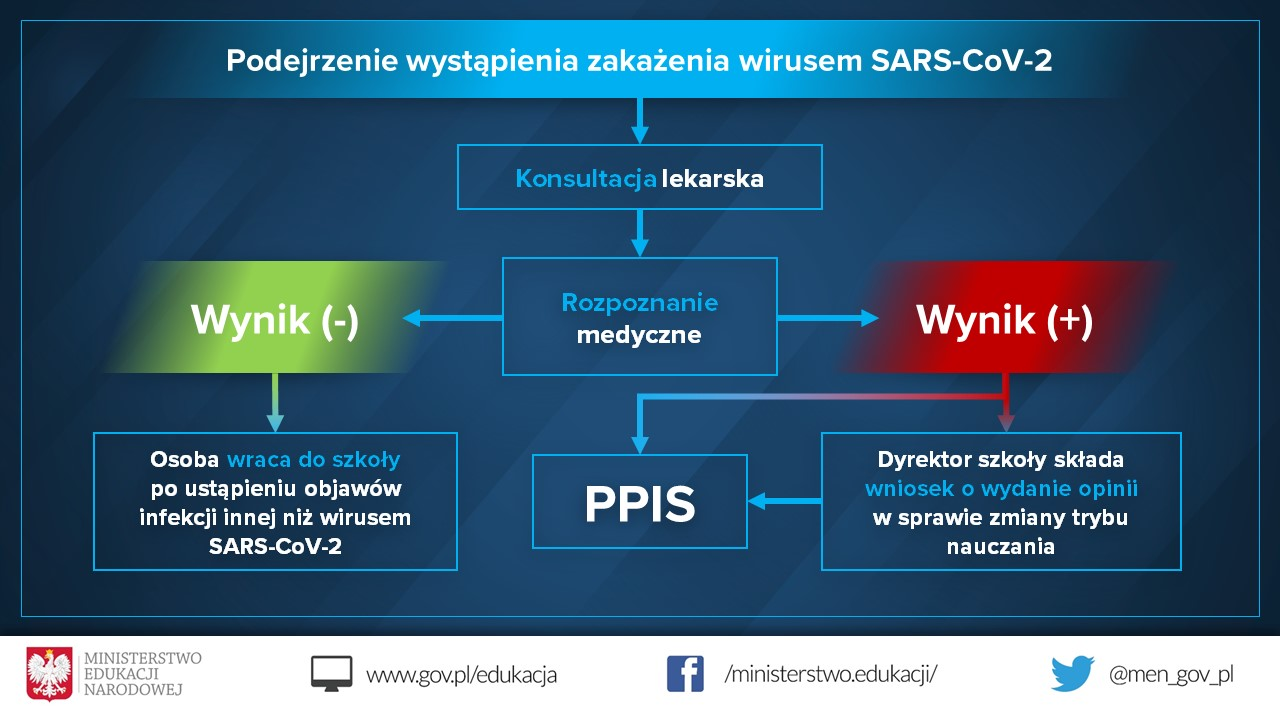 Podejrzenie wystąpienia zakażenia wirusem SARS-CoV-2
Konsultacja lekarska
Rozpoznanie
medyczne
Wynik (-)
Wynik (+)
Osoba wraca do szkoły
po ustąpieniu objawów
infekcji innej niż wirusem
SARS-CoV-2
PPIS
Dyrektor szkoły składa
wniosek o wydanie opinii
w sprawie zmiany trybu
nauczania
MINISTERSTWO
EDUKACJI
NARODOWEJ
www.gov.pl/edukacja
/ministerstwo.edukacji/
@men_gov_pl